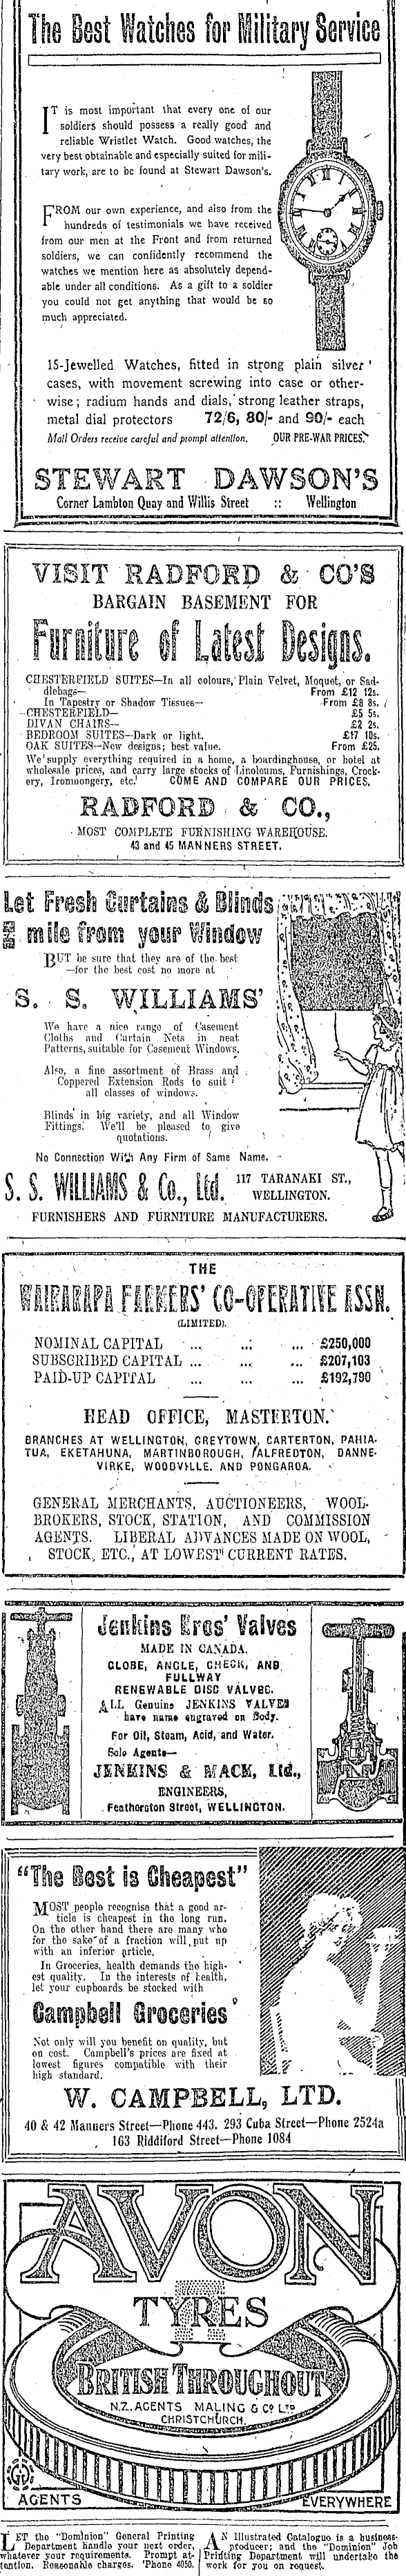 The Best Watches for Military Service
IT is most important that every one of our
soldiers should possess a really good and
reliable Wristlet Watch. Good watches, the
very best obtainable and especially suited for mili-
tary work, are to be found at Stewart Dawson's.
FROM our own experience, and also from the
hundreds of testimonials we have received
from our men at the Front and from returned
soldiers, we can confidently recommend the
watches we mention here as absolutely depend-
able under all conditions. As a gift to a soldier
you could not get anything that would be so
much appreciated.
15-Jewelled Watches, fitted in strong plain silver
cases, with movement screwing into case or other-
wise; radium hands and dials, strong leather straps,
metal dial protectors 72/6, 80/- and 90/- each
Mail Orders receive careful and prompt attention. OUR PRE-WAR PRICES.
STEWART DAWSON'S
Corner Lambton Quay and Willis Street :: Wellington
VISIT RADFORD & CO'S
BARGAIN BASEMENT FOR
Furniture of Latest Designs.
CHESTERFIELD SUITES—In all colours, Plain Velvet, Moquet, or Sad-
dlebags— From £12 12s.
In Tapestry or Shadow Tissues— From £8 8s.
CHESTERFIELD— £5 5s.
DIVAN CHAIRS— £2 2s.
BEDROOM SUITES—Dark or light. £17 10s.
OAK SUITES—New designs; best value. From £25.
We supply everything required in a home, a boardinghouse, or hotel at
wholesale prices, and carry large stocks of Linoleums, Furnishings, Crock-
ery, Ironmongery, etc. COME AND COMPARE OUR PRICES.
RADFORD & CO.,
MOST COMPLETE FURNISHING WAREHOUSE.
43 and 45 MANNERS STREET.
Let Fresh Curtains & Blinds
smile from your Window
BUT be sure that they are of the best
—for the best cost no more at
S. S. WILLIAMS'
We have a nice range of Casement
Cloths and Curtain Nets in neat
Patterns, suitable for Casement Windows.
Also, a fine assortment of Brass and
Coppered Extension Rods to suit
all classes of windows.
Blinds in big variety, and all Window
Fittings. We'll be pleased to give
quotations.
No Connection With Any Firm of Same Name.
S. S. WILLIAMS & Co., Ltd. 117 TARANAKI ST.,
WELLINGTON.
FURNISHERS AND FURNITURE MANUFACTURERS.
THE
WAIRARAPA FARMERS' CO-OPERATIVE ASSN.
(LIMITED).
NOMINAL CAPITAL ... ... ... £250,000
SUBSCRIBED CAPITAL ... ... ... £207,103
PAID-UP CAPITAL ... ... ... £192,790
HEAD OFFICE, MASTERTON.
BRANCHES AT WELLINGTON, GREYTOWN, CARTERTON, PAHIA-
TUA, EKETAHUNA, MARTINBOROUGH, ALFREDTON, DANNE-
VIRKE, WOODVILLE, AND PONGAROA.
GENERAL MERCHANTS, AUCTIONEERS, WOOL-
BROKERS, STOCK, STATION, AND COMMISSION
AGENTS. LIBERAL ADVANCES MADE ON WOOL,
STOCK, ETC., AT LOWEST CURRENT RATES.
Jenkins Bros' Valves
MADE IN CANADA.
GLOBE, ANGLE, CHECK, AND
FULLWAY
RENEWABLE DISC VALVES.
ALL Genuine JENKINS VALVES
have name engraved on Body.
For Oil, Steam, Acid, and Water.
Sole Agents—
JENKINS & MACK, Ltd.,
ENGINEERS,
Featherston Street, WELLINGTON.
"The Best is Cheapest"
MOST people recognise that a good ar-
ticle is cheapest in the long run.
On the other hand there are many who
for the sake of a fraction will put up
with an inferior article.
In Groceries, health demands the high-
est quality. In the interests of health,
let your cupboards be stocked with
Campbell Groceries
Not only will you benefit on quality, but
on cost. Campbell's prices are fixed at
lowest figures compatible with their
high standard.
W. CAMPBELL, LTD.
40 & 42 Manners Street—Phone 443. 293 Cuba Street—Phone 2524a
163 Riddiford Street—Phone 1084
AVON
TYRES
BRITISH THROUGHOUT
N.Z. AGENTS MALING & CO LTD
CHRISTCHURCH.
AGENTS EVERYWHERE
LET the "Dominion" General Printing
Department handle your next order,
whatever your requirements. Prompt at-
tention. Reasonable charges. 'Phone 4050.
AN Illustrated Catalogue is a business-
producer; and the "Dominion" Job
Printing Department will undertake the
work for you on request.